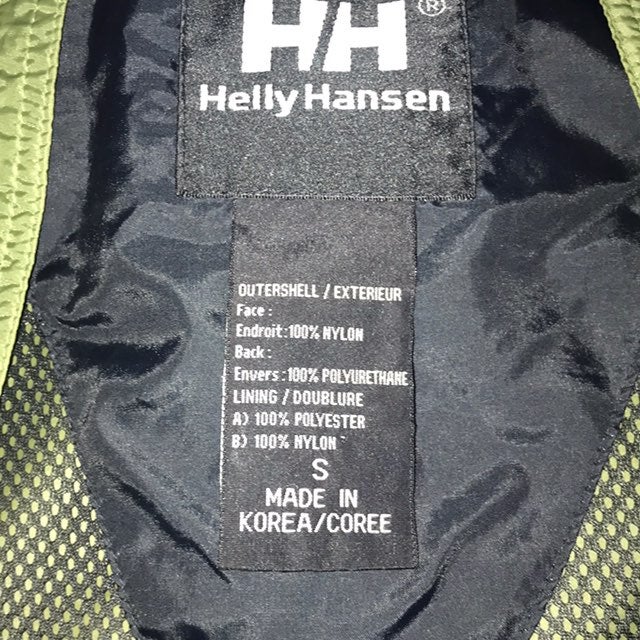 HH®
Helly Hansen
OUTERSHELL / EXTERIEUR
Face :
Endroit:100% NYLON
Back :
Envers :100% POLYURETHANE
LINING / DOUBLURE
A) 100% POLYESTER
B) 100% NYLON
S
MADE IN
KOREA/COREE